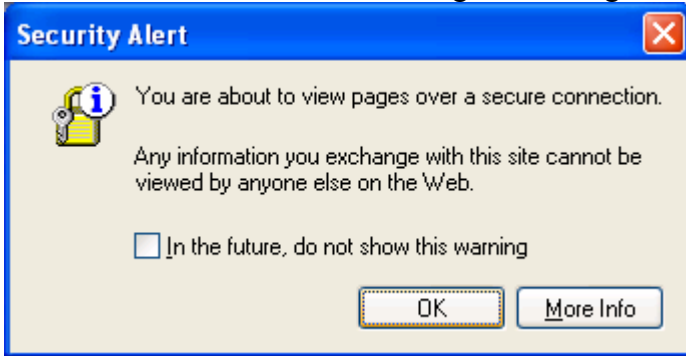 Security Alert
You are about to view pages over a secure connection.
Any information you exchange with this site cannot be
viewed by anyone else on the Web.
In the future, do not show this warning
OK
More Info